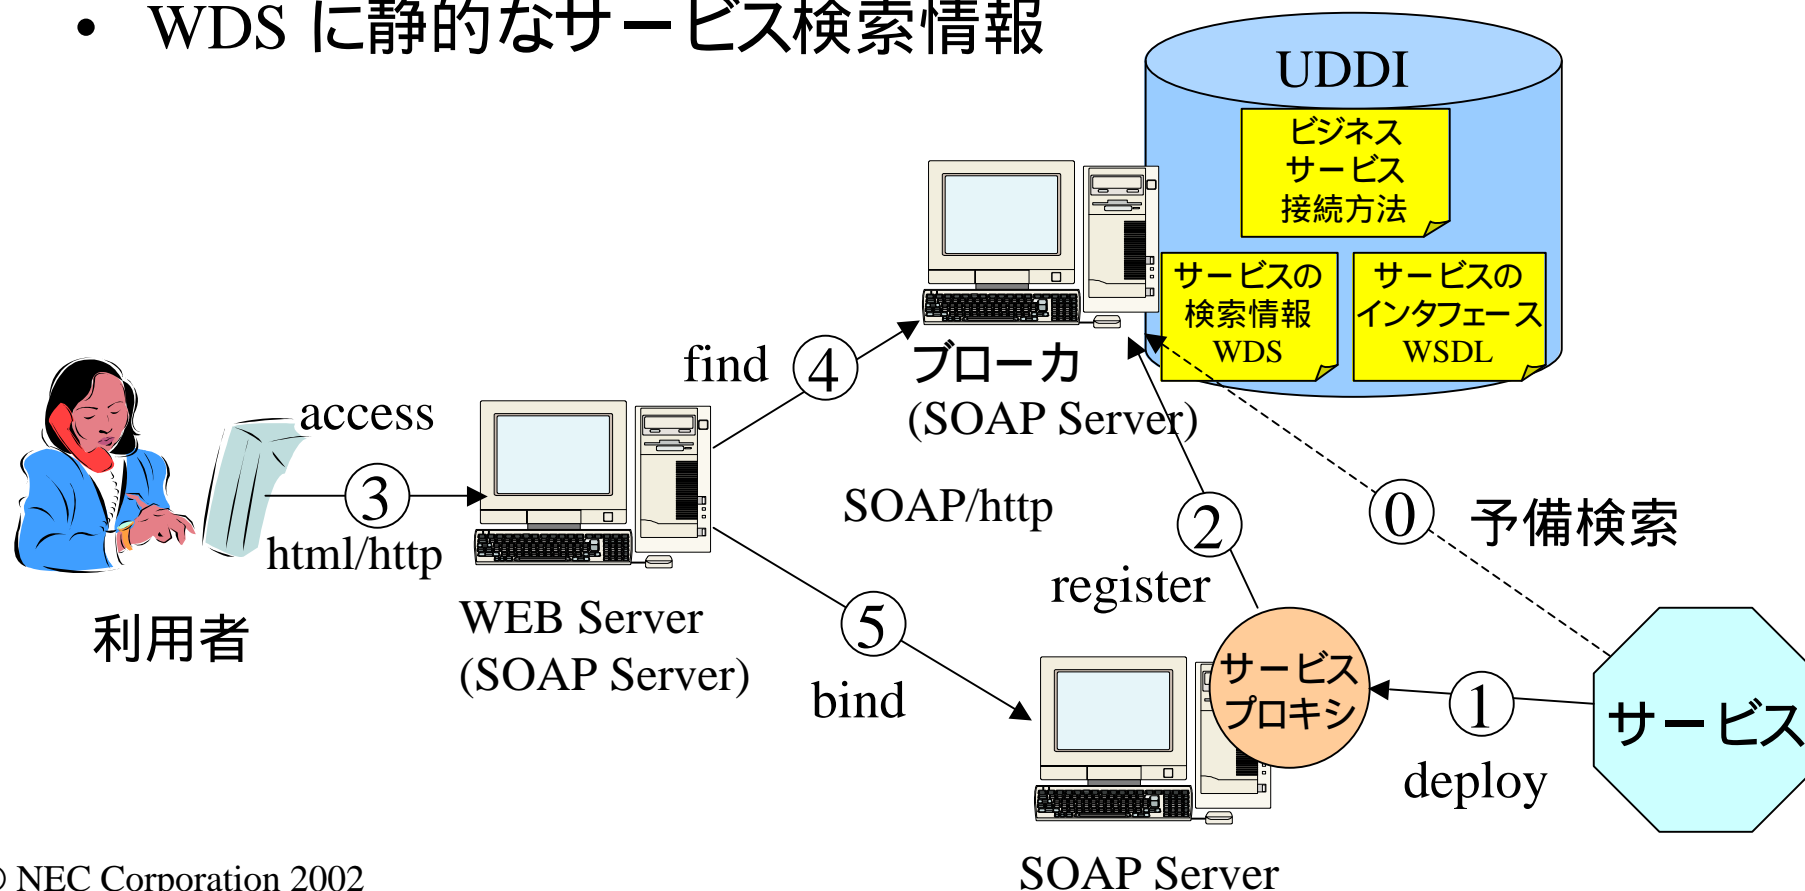 • WDS に静的なサービス検索情報
UDDI
ビジネス
サービス
接続方法
サービスの
検索情報
WDS
サービスの
インタフェース
WSDL
find
4
ブローカ
(SOAP Server)
access
3
html/http
SOAP/http
2
0
予備検索
register
利用者
WEB Server
(SOAP Server)
5
bind
サービス
プロキシ
1
サービス
deploy
SOAP Server
NEC Corporation 2002